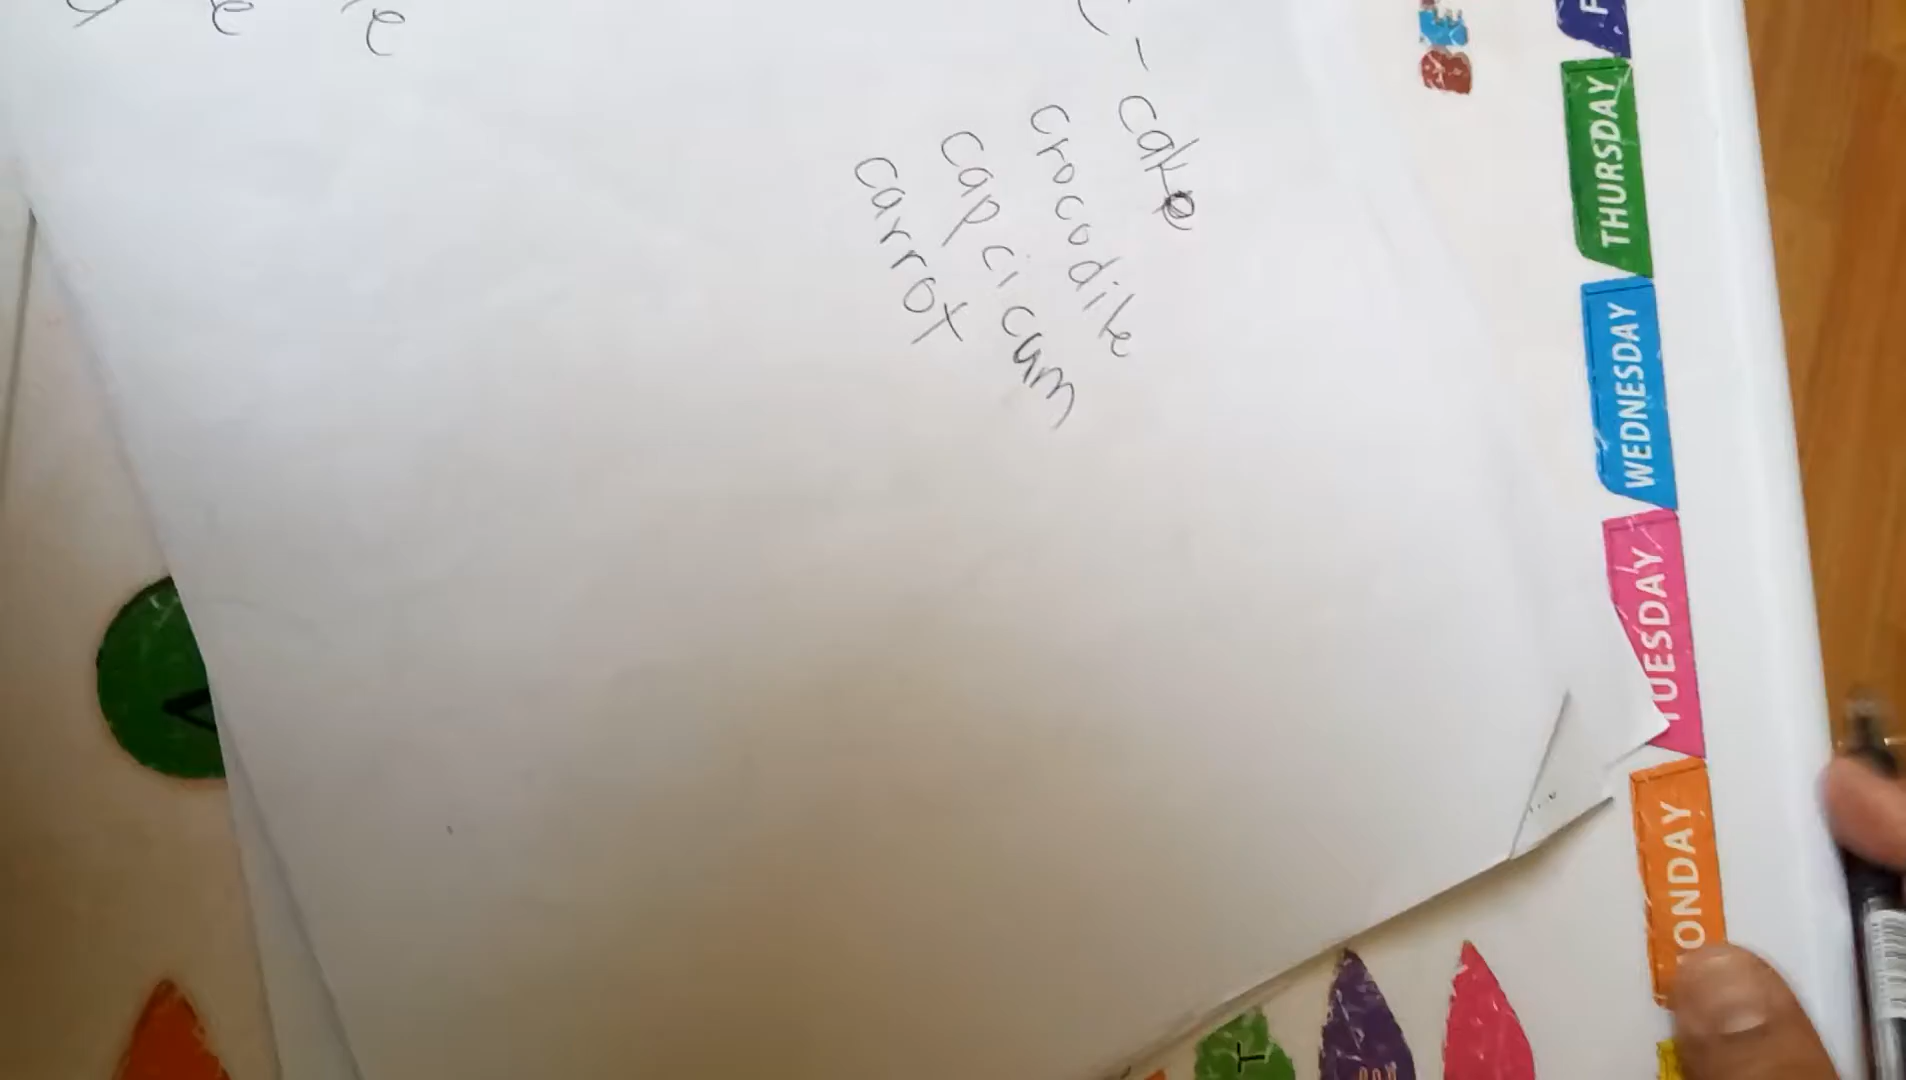 c - cake
crocodile
capcicum
carrot
THURSDAY
WEDNESDAY
TUESDAY
ONDAY